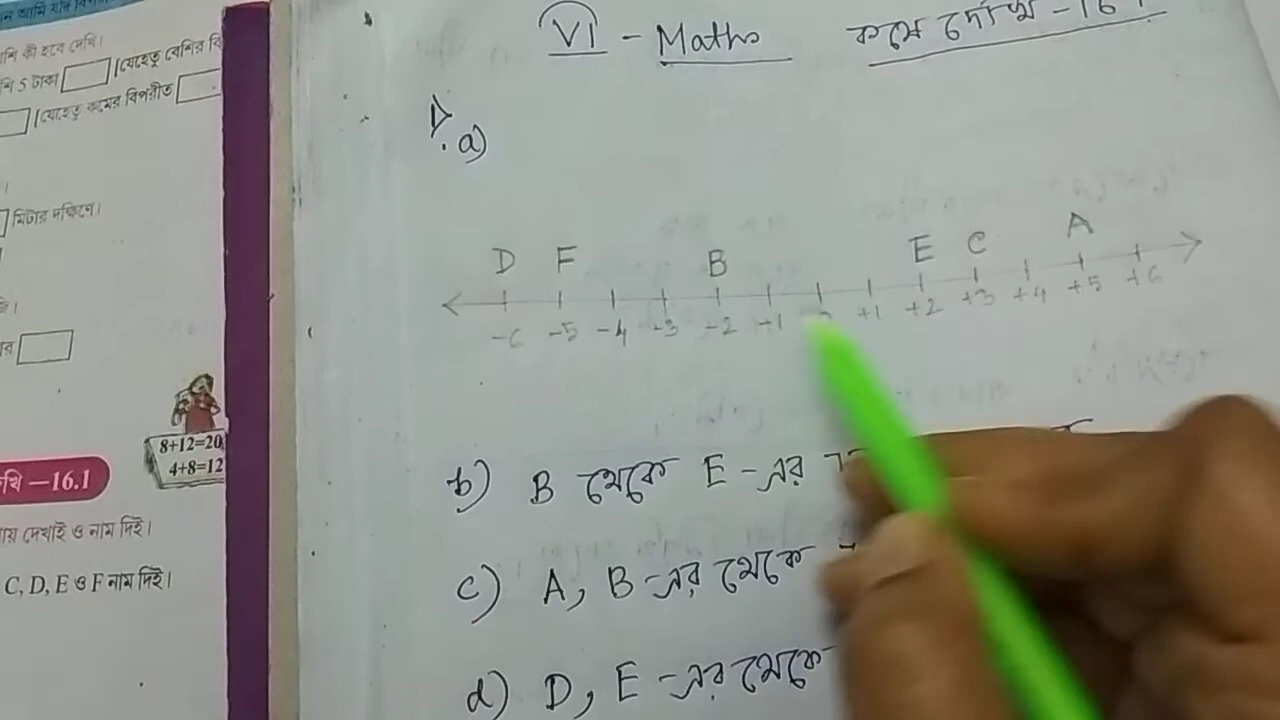 আমি যদি
কী হবে দেখি।
5 টাকা । যেহেতু বেশির
। যেহেতু কমের বিপরীত
মিটার দক্ষিণে।
8+12=20
4+8=12
—16.1
দেখাই ও নাম দিই।
C, D, E ও F নাম দিই।
VI - Maths কষে দেখি - 16.1
1. a)
D F B E C A
-6 -5 -4 -3 -2 -1 +1 +2 +3 +4 +5 +6
b) B থেকে E-এর
c) A, B-এর থেকে
d) D, E-এর থেকে